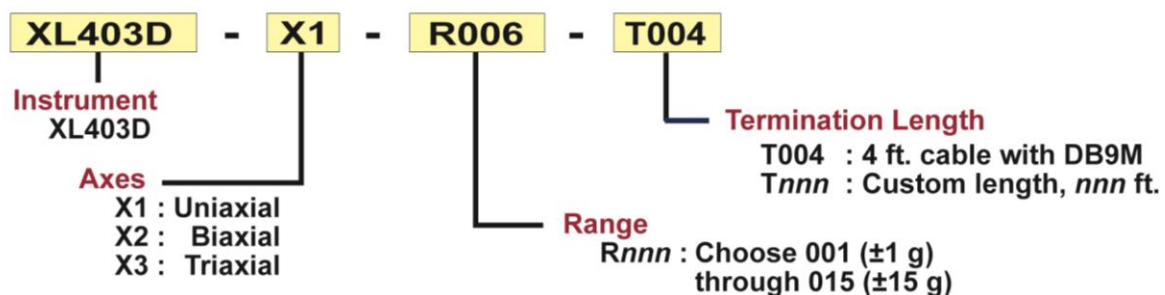 XL403D - X1 - R006 - T004
Instrument
XL403D
Axes
X1 : Uniaxial
X2 : Biaxial
X3 : Triaxial
Termination Length
T004 : 4 ft. cable with DB9M
Tnnn : Custom length, nnn ft.
Range
Rnnn : Choose 001 (±1 g)
through 015 (±15 g)